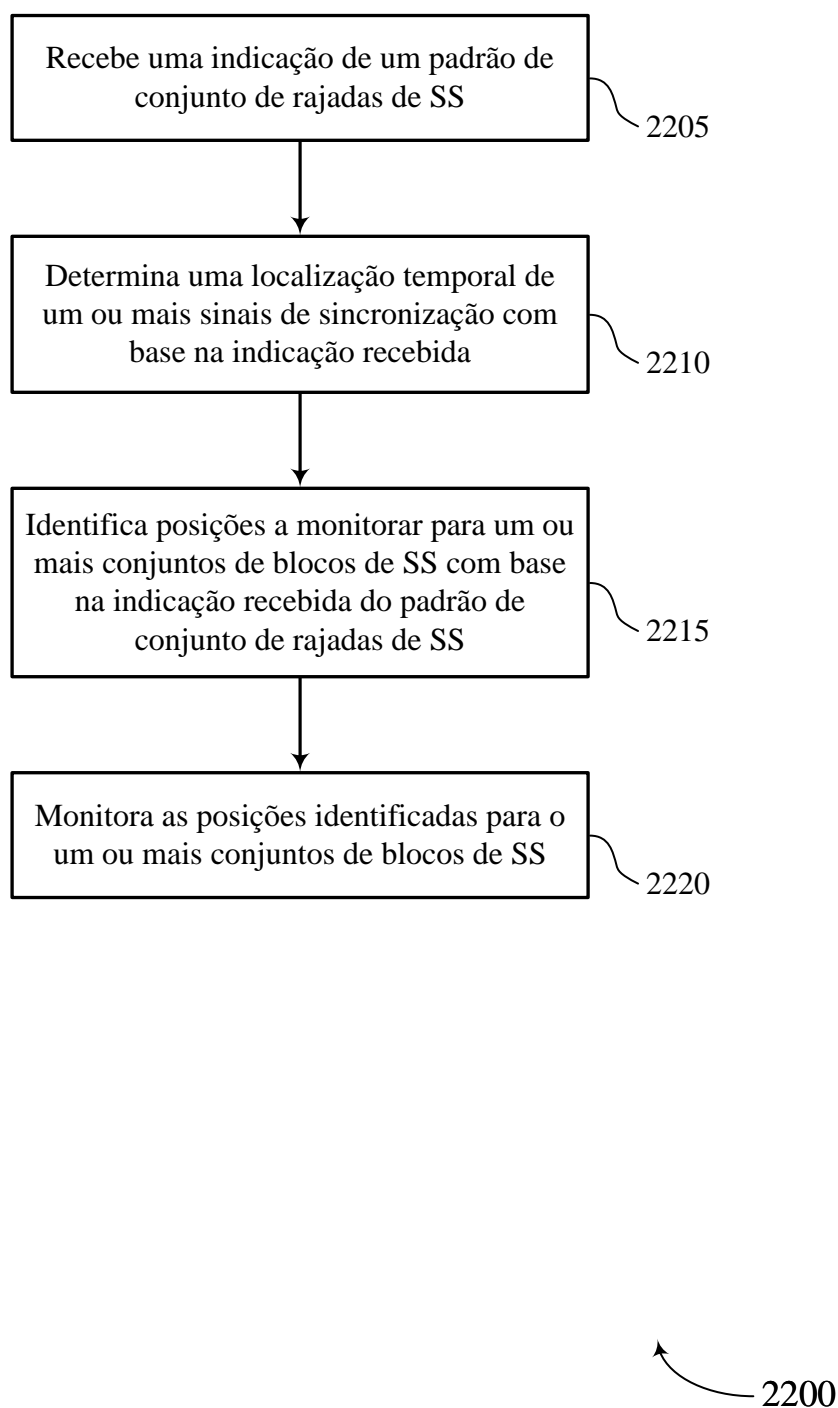 Recebe uma indicação de um padrão de
conjunto de rajadas de SS
2205
Determina uma localização temporal de
um ou mais sinais de sincronização com
base na indicação recebida
2210
Identifica posições a monitorar para um ou
mais conjuntos de blocos de SS com base
na indicação recebida do padrão de
conjunto de rajadas de SS
2215
Monitora as posições identificadas para o
um ou mais conjuntos de blocos de SS
2220
2200